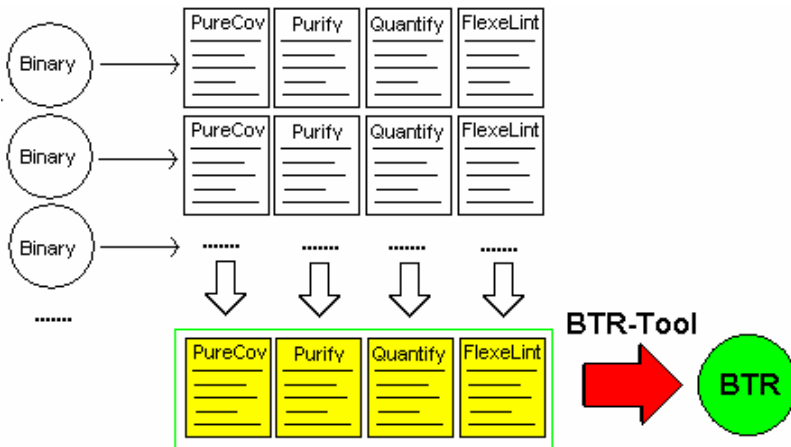 PureCov Purify Quantify FlexeLint
Binary
PureCov Purify Quantify FlexeLint
Binary
Binary ....... ....... ....... .......
.......
BTR-Tool
PureCov Purify Quantify FlexeLint
BTR